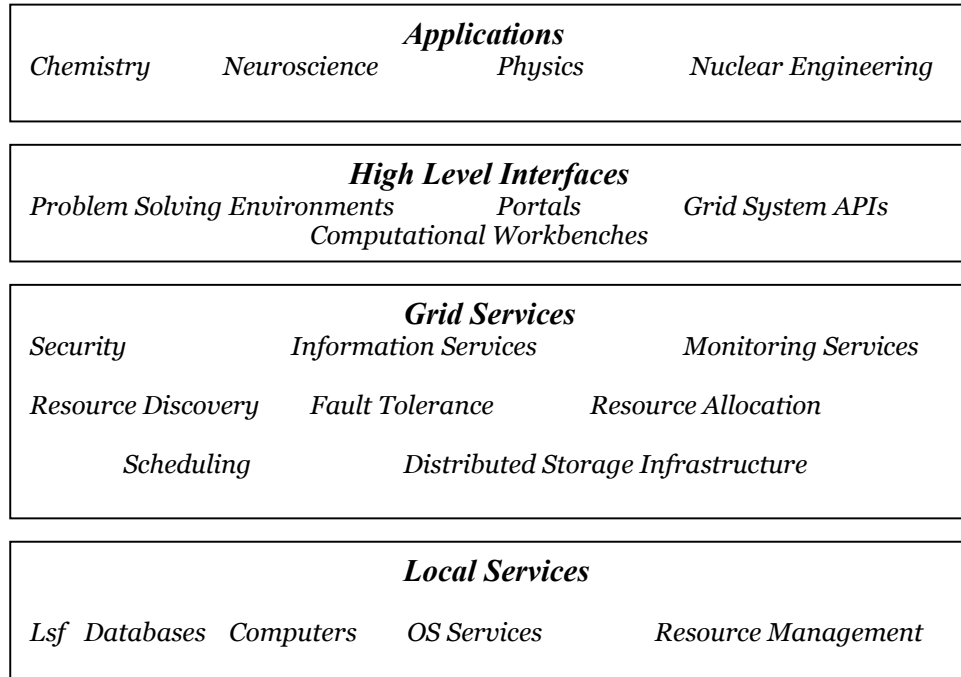 Applications
Chemistry Neuroscience Physics Nuclear Engineering
High Level Interfaces
Problem Solving Environments Portals Grid System APIs
Computational Workbenches
Grid Services
Security Information Services Monitoring Services
Resource Discovery Fault Tolerance Resource Allocation
Scheduling Distributed Storage Infrastructure
Local Services
Lsf Databases Computers OS Services Resource Management